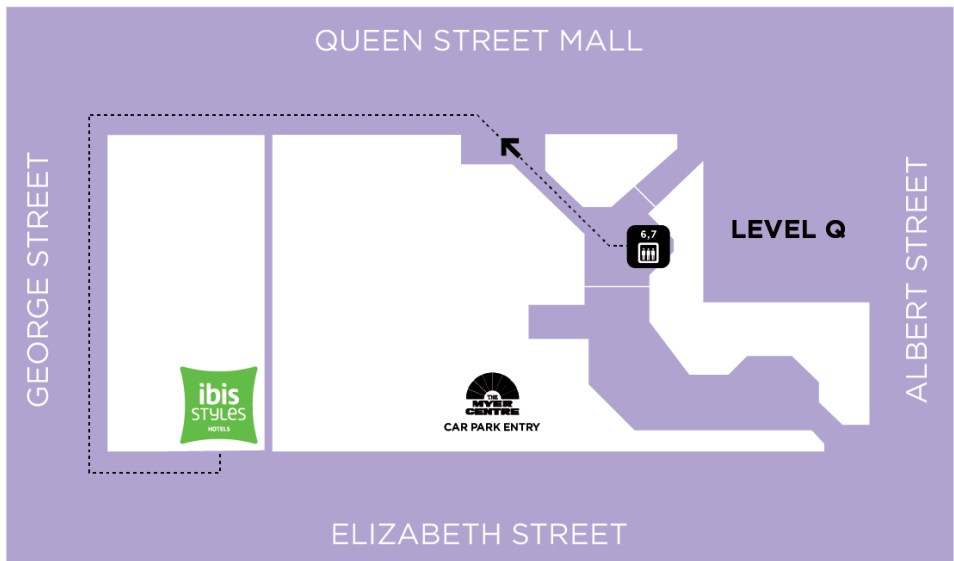 QUEEN STREET MALL
GEORGE STREET
6,7
LEVEL Q
ALBERT STREET
ibis
STYLES
HOTELS
THE
MYER
CENTRE
CAR PARK ENTRY
ELIZABETH STREET